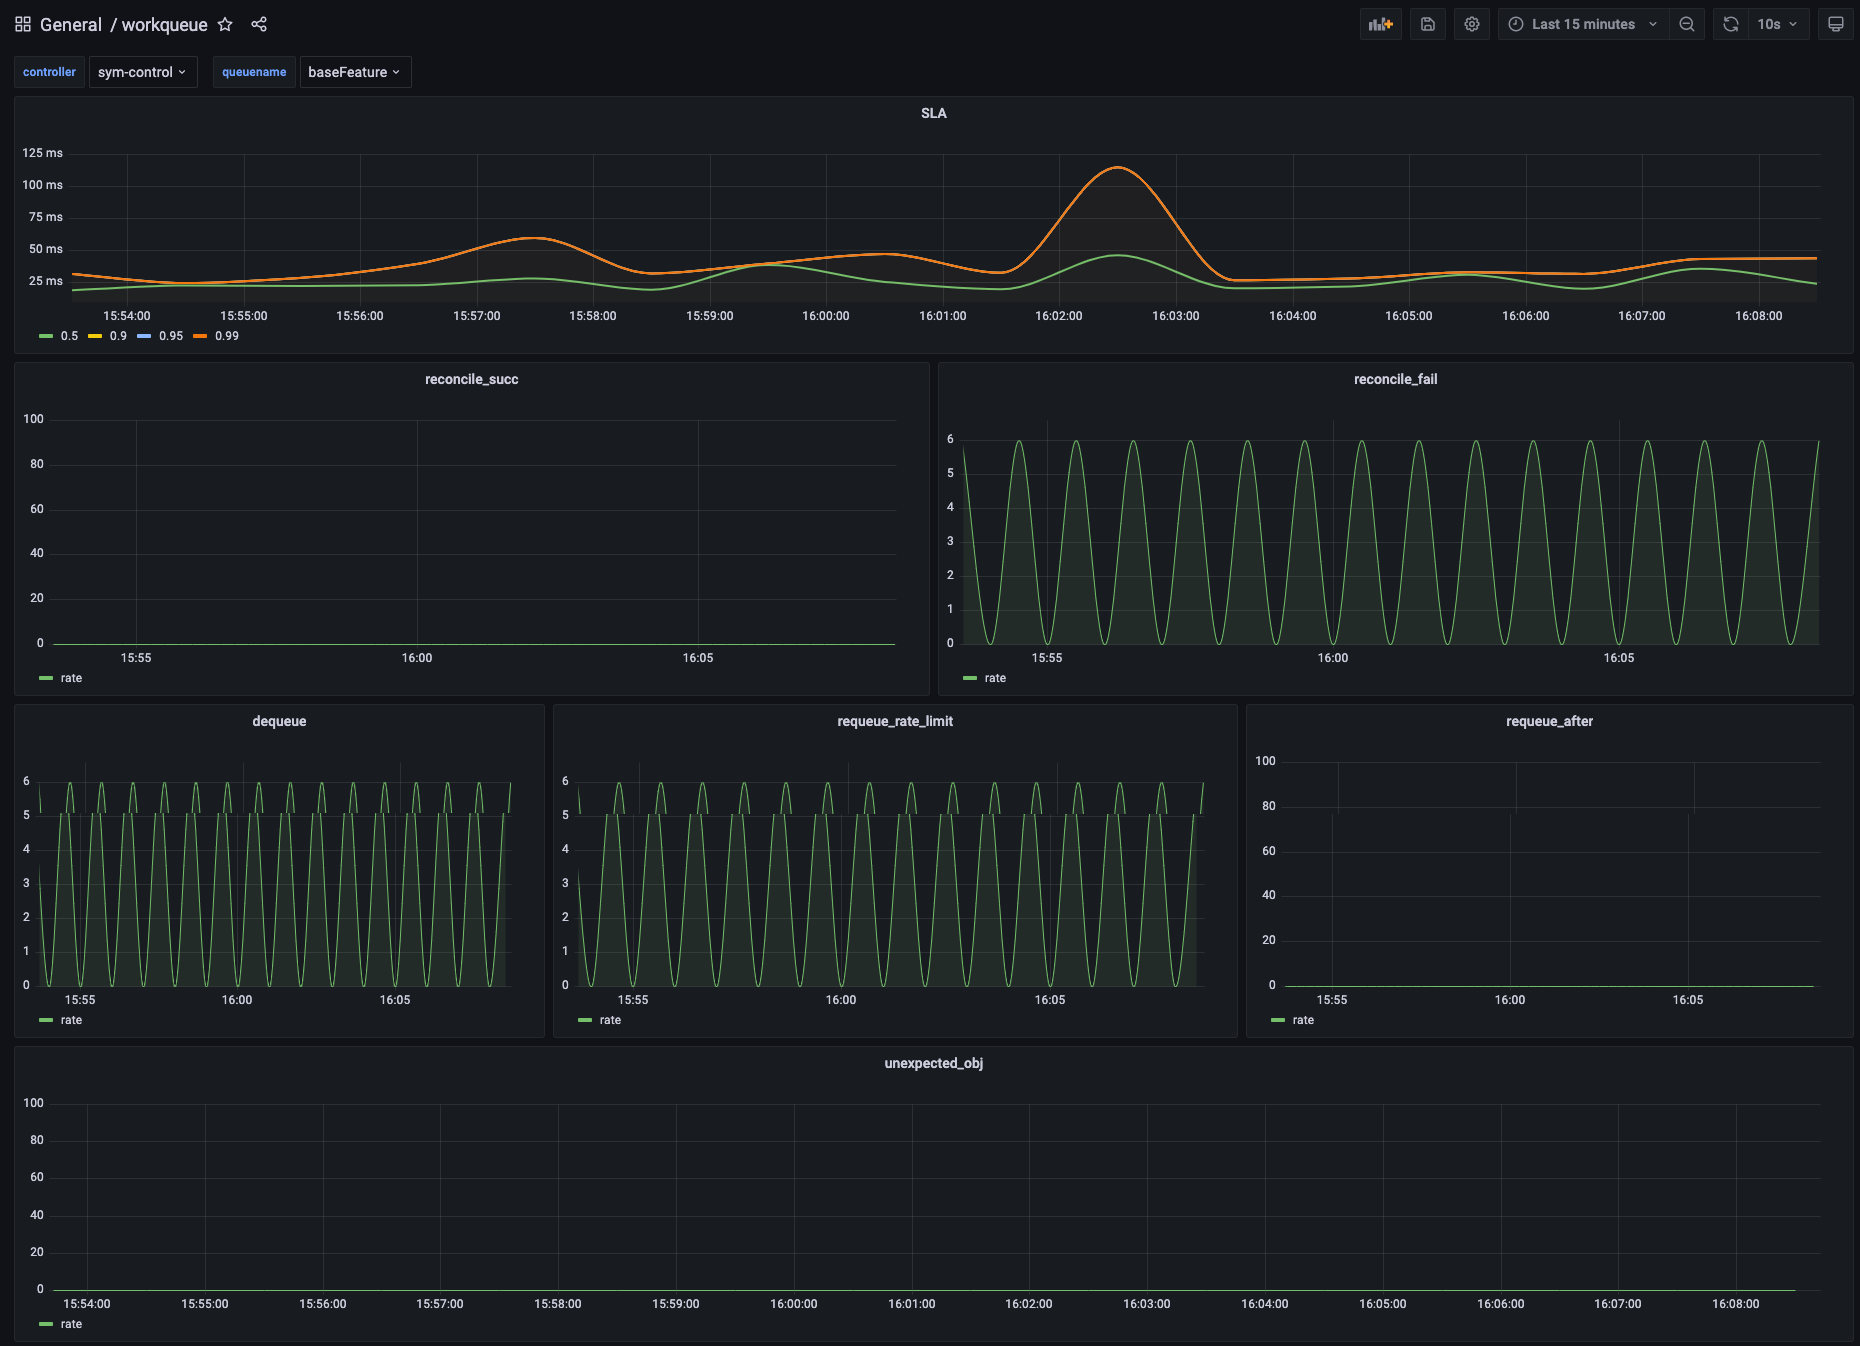 General / workqueue
Last 15 minutes
10s
controller
sym-control
queuename
baseFeature
SLA
125 ms
100 ms
75 ms
50 ms
25 ms
15:54:00 15:55:00 15:56:00 15:57:00 15:58:00 15:59:00 16:00:00 16:01:00 16:02:00 16:03:00 16:04:00 16:05:00 16:06:00 16:07:00 16:08:00
0.5 0.9 0.95 0.99
reconcile_succ
100
80
60
40
20
0
15:55 16:00 16:05
rate
reconcile_fail
6
5
4
3
2
1
0
15:55 16:00 16:05
rate
dequeue
6
5
4
3
2
1
0
15:55 16:00 16:05
rate
requeue_rate_limit
6
5
4
3
2
1
0
15:55 16:00 16:05
rate
requeue_after
100
80
60
40
20
0
15:55 16:00 16:05
rate
unexpected_obj
100
80
60
40
20
0
15:54:00 15:55:00 15:56:00 15:57:00 15:58:00 15:59:00 16:00:00 16:01:00 16:02:00 16:03:00 16:04:00 16:05:00 16:06:00 16:07:00 16:08:00
rate